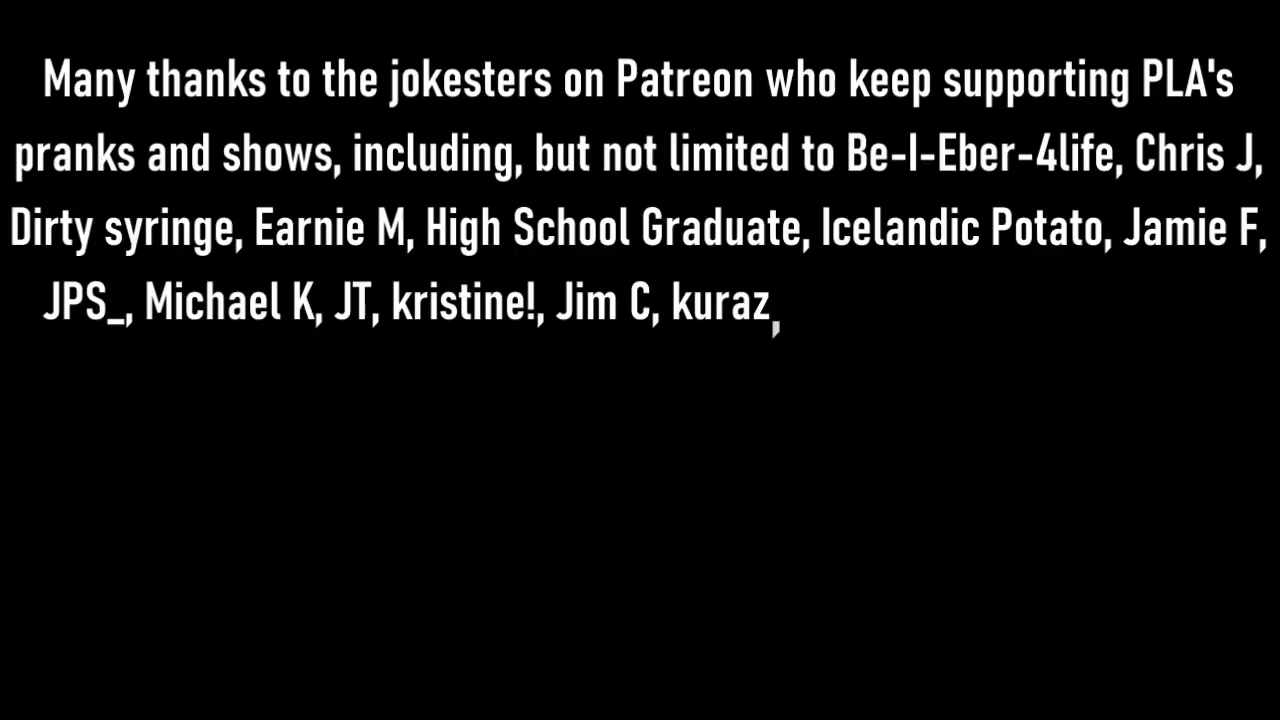 Many thanks to the jokesters on Patreon who keep supporting PLA's
pranks and shows, including, but not limited to Be-I-Eber-4life, Chris J,
Dirty syringe, Earnie M, High School Graduate, Icelandic Potato, Jamie F,
JPS_, Michael K, JT, kristine!, Jim C, kuraz,